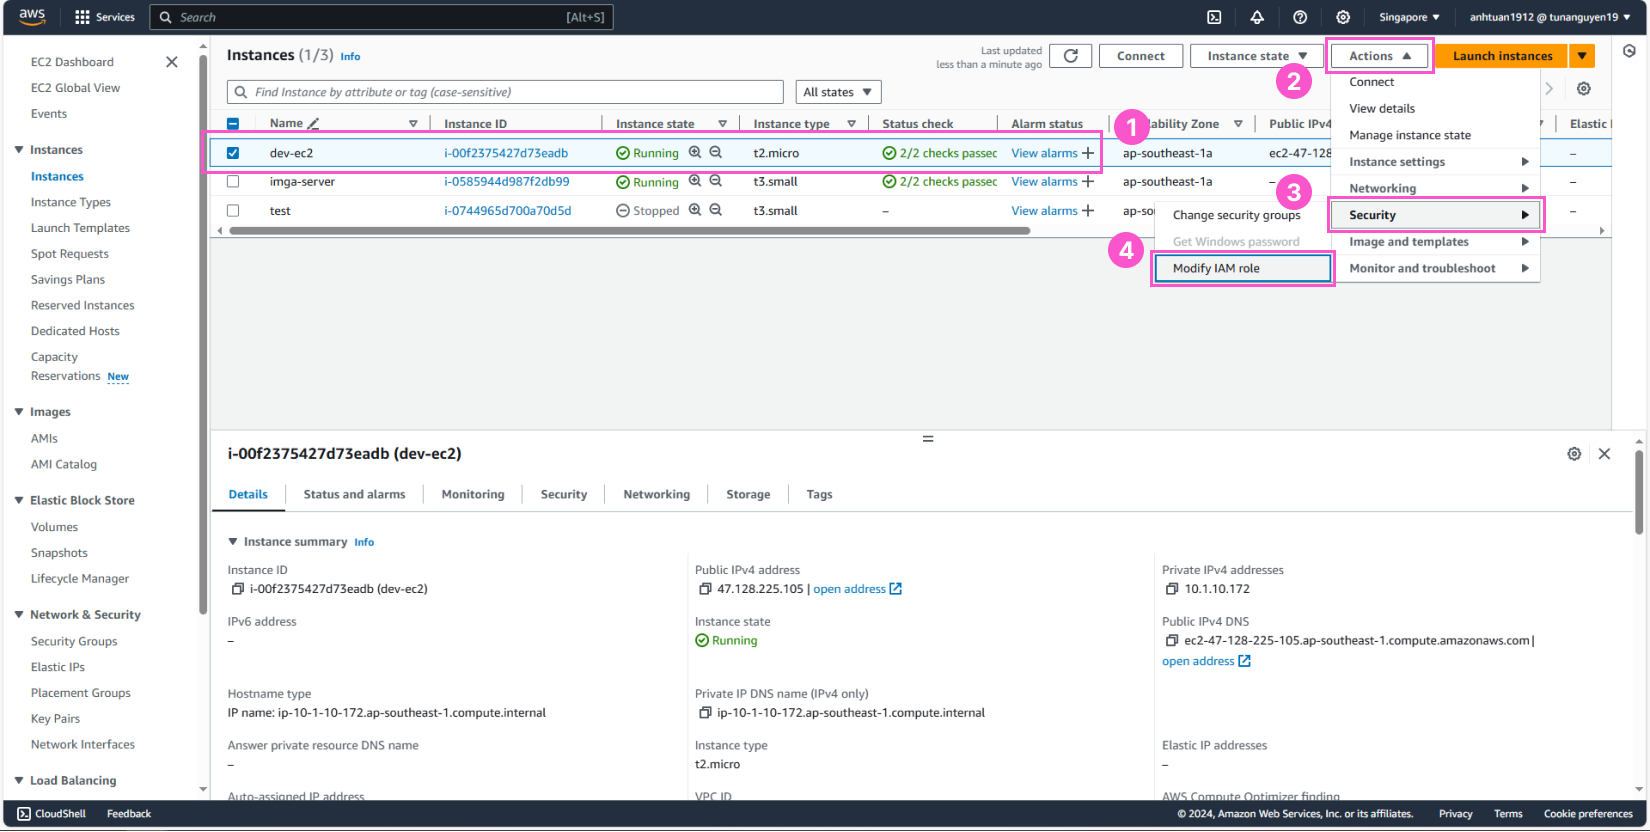 aws
Services
Search [Alt+S]
Singapore
anhtuan1912 @ tunanguyen19
EC2 Dashboard
EC2 Global View
Events
Instances
Instances
Instance Types
Launch Templates
Spot Requests
Savings Plans
Reserved Instances
Dedicated Hosts
Capacity
Reservations New
Images
AMIs
AMI Catalog
Elastic Block Store
Volumes
Snapshots
Lifecycle Manager
Network & Security
Security Groups
Elastic IPs
Placement Groups
Key Pairs
Network Interfaces
Load Balancing
Instances (1/3) Info
Last updated
less than a minute ago
Connect
Instance state
Actions
Launch instances
2
Find Instance by attribute or tag (case-sensitive)
All states
Name Instance ID Instance state Instance type Status check Alarm status 1 lability Zone Public IPv4 Elastic
dev-ec2 i-00f2375427d73eadb Running t2.micro 2/2 checks passed View alarms + ap-southeast-1a ec2-47-128 –
imga-server i-0585944d987f2db99 Running t3.small 2/2 checks passed View alarms + ap-southeast-1a – –
test i-0744965d700a70d5d Stopped t3.small – View alarms + ap-so –
Connect
View details
Manage instance state
Instance settings
Networking
3
Security
Image and templates
Monitor and troubleshoot
Change security groups
Get Windows password
4
Modify IAM role
i-00f2375427d73eadb (dev-ec2)
Details Status and alarms Monitoring Security Networking Storage Tags
Instance summary Info
Instance ID
i-00f2375427d73eadb (dev-ec2)
Public IPv4 address
47.128.225.105 | open address
Private IPv4 addresses
10.1.10.172
IPv6 address
–
Instance state
Running
Public IPv4 DNS
ec2-47-128-225-105.ap-southeast-1.compute.amazonaws.com |
open address
Hostname type
IP name: ip-10-1-10-172.ap-southeast-1.compute.internal
Private IP DNS name (IPv4 only)
ip-10-1-10-172.ap-southeast-1.compute.internal
Answer private resource DNS name
–
Instance type
t2.micro
Elastic IP addresses
–
Auto-assigned IP address
VPC ID
AWS Compute Optimizer finding
CloudShell
Feedback
© 2024, Amazon Web Services, Inc. or its affiliates.
Privacy
Terms
Cookie preferences